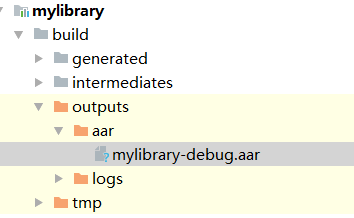 mylibrary
build
generated
intermediates
outputs
aar
mylibrary-debug.aar
logs
tmp